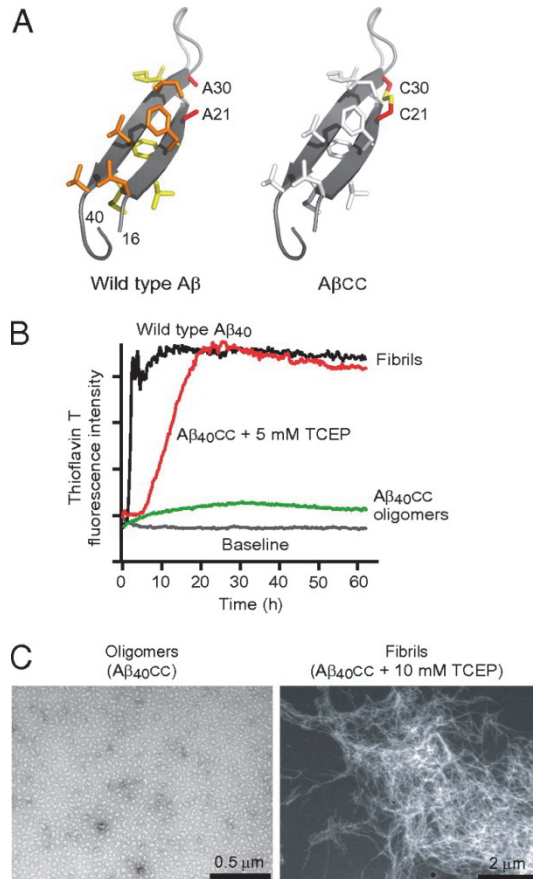 A
A30
A21
C30
C21
40
16
Wild type Aβ
AβCC
B
Wild type Aβ40
Fibrils
Aβ40CC + 5 mM TCEP
Aβ40CC
oligomers
Baseline
Thioflavin T
fluorescence intensity
0 10 20 30 40 50 60
Time (h)
C
Oligomers
(Aβ40CC)
Fibrils
(Aβ40CC + 10 mM TCEP)
0.5 μm
2 μm